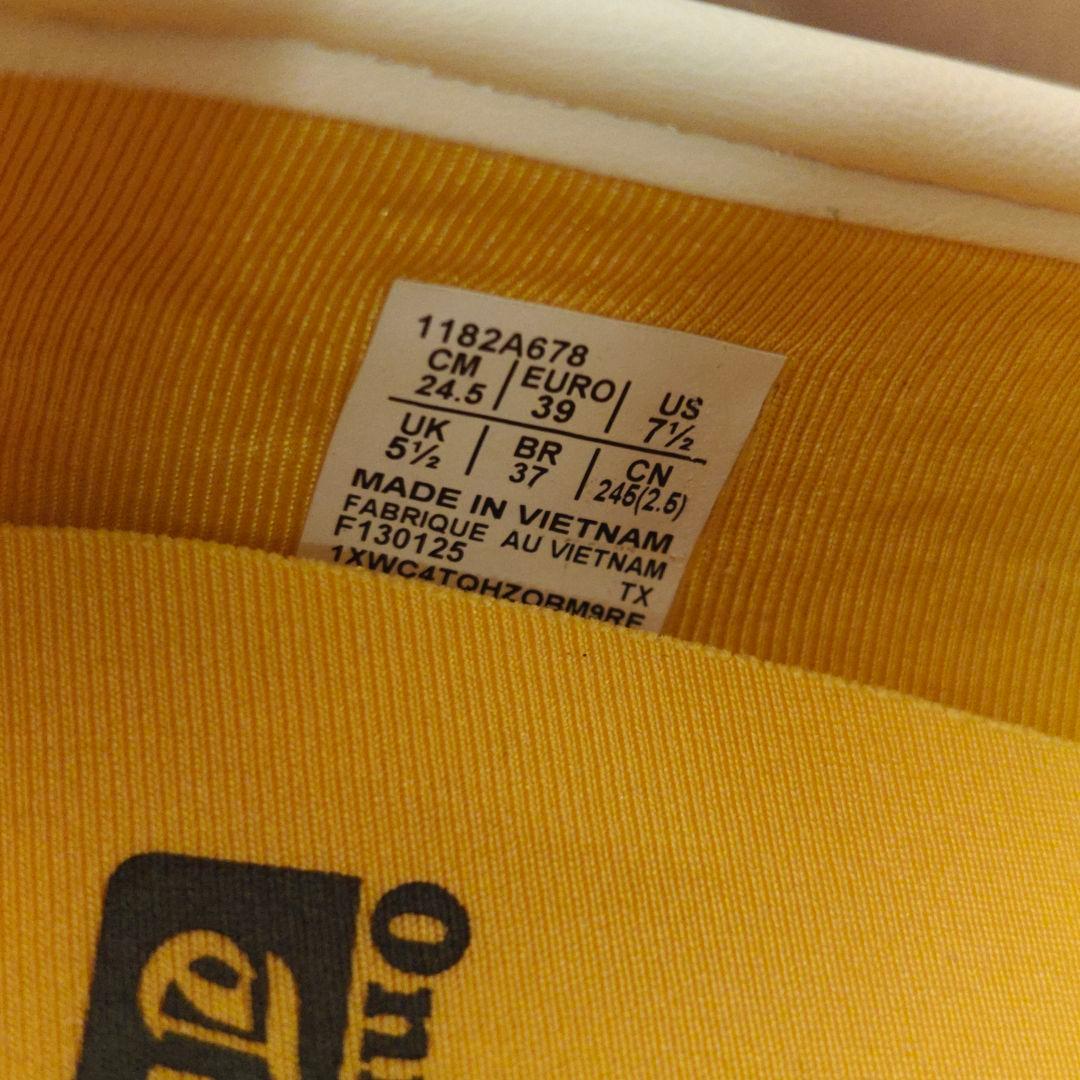 1182A678
CM | EURO | US
24.5 | 39 | 7½
UK | BR | CN
5½ | 37 | 245(2.5)
MADE IN VIETNAM
FABRIQUE AU VIETNAM
F130125 TX
On